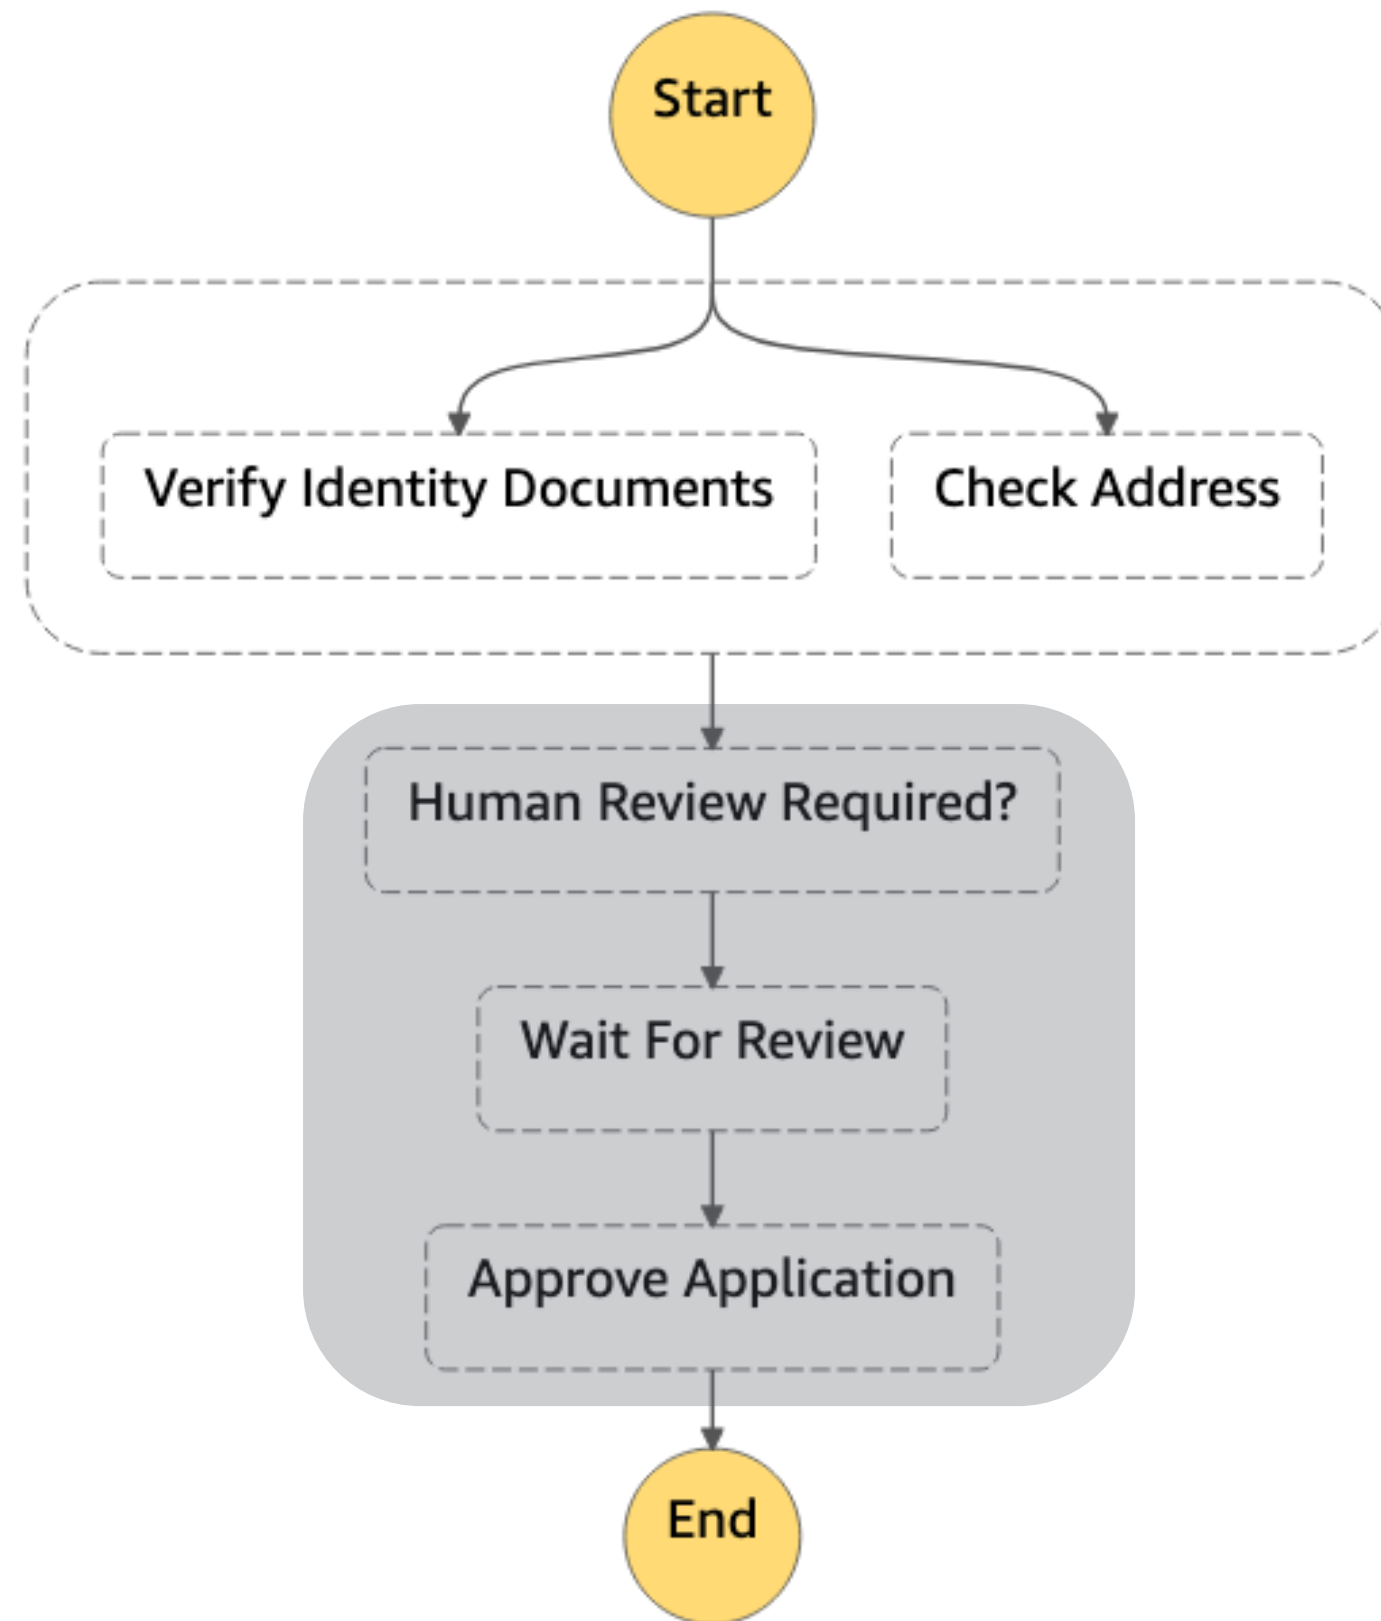 Start
Verify Identity Documents
Check Address
Human Review Required?
Wait For Review
Approve Application
End